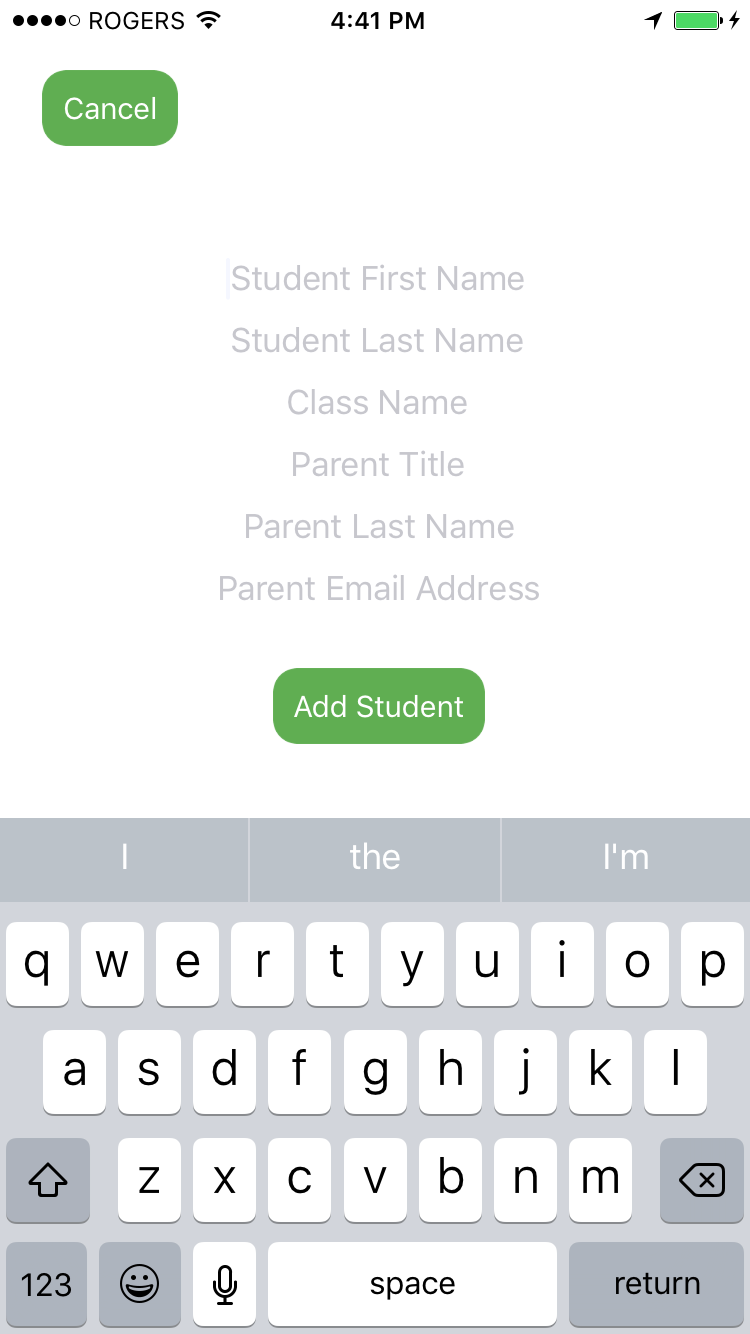 ROGERS 4:41 PM
Cancel
Student First Name
Student Last Name
Class Name
Parent Title
Parent Last Name
Parent Email Address
Add Student
I the I'm
q w e r t y u i o p
a s d f g h j k l
z x c v b n m
123 space return